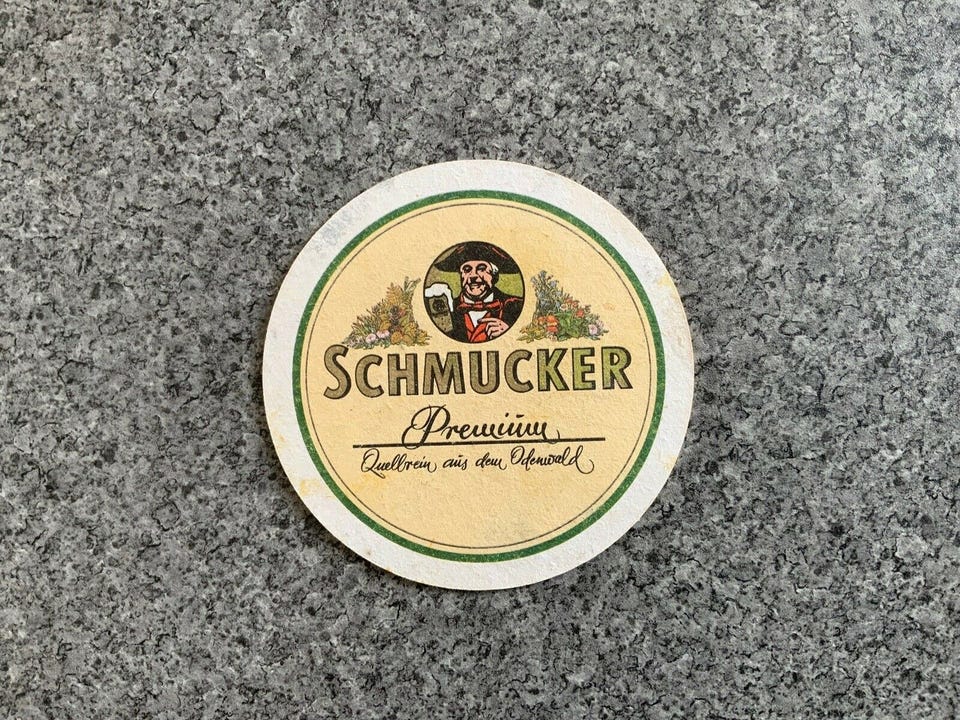 SCHMUCKER
Premium
Quellrein aus dem Odenwald